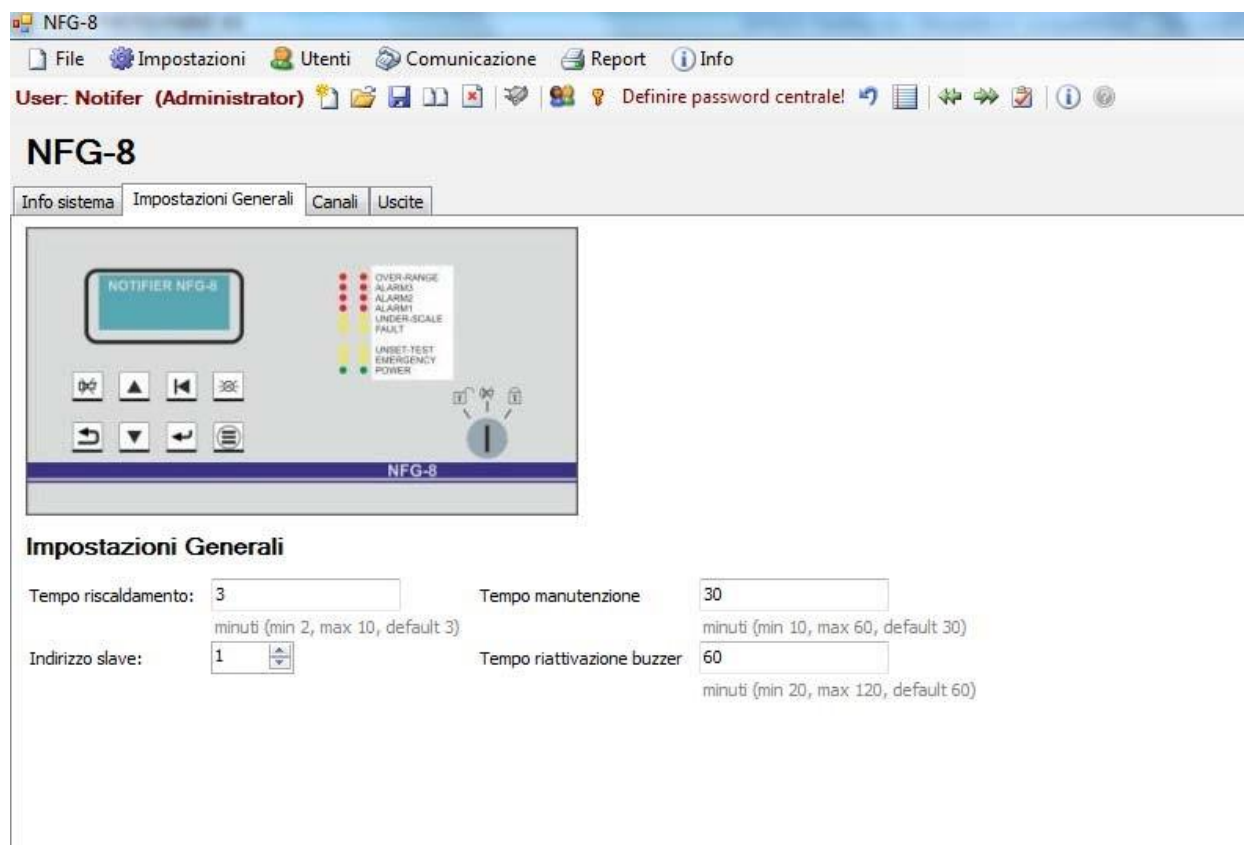 NFG-8
File Impostazioni Utenti Comunicazione Report Info
User: Notifer (Administrator) Definire password centrale!
NFG-8
Info sistema Impostazioni Generali Canali Uscite
NOTIFIER NFG-8
OVER-RANGE
ALARM3
ALARM2
ALARM1
UNDER-SCALE
FAULT
UNSET-TEST
EMERGENCY
POWER
NFG-8
Impostazioni Generali
Tempo riscaldamento: 3 Tempo manutenzione 30
minuti (min 2, max 10, default 3) minuti (min 10, max 60, default 30)
Indirizzo slave: 1 Tempo riattivazione buzzer 60
minuti (min 20, max 120, default 60)